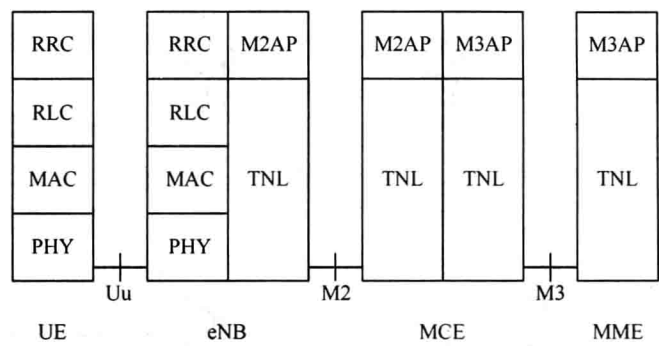 RRC RRC M2AP M2AP M3AP M3AP
RLC RLC
MAC MAC TNL TNL TNL TNL
PHY PHY
Uu M2 M3
UE eNB MCE MME